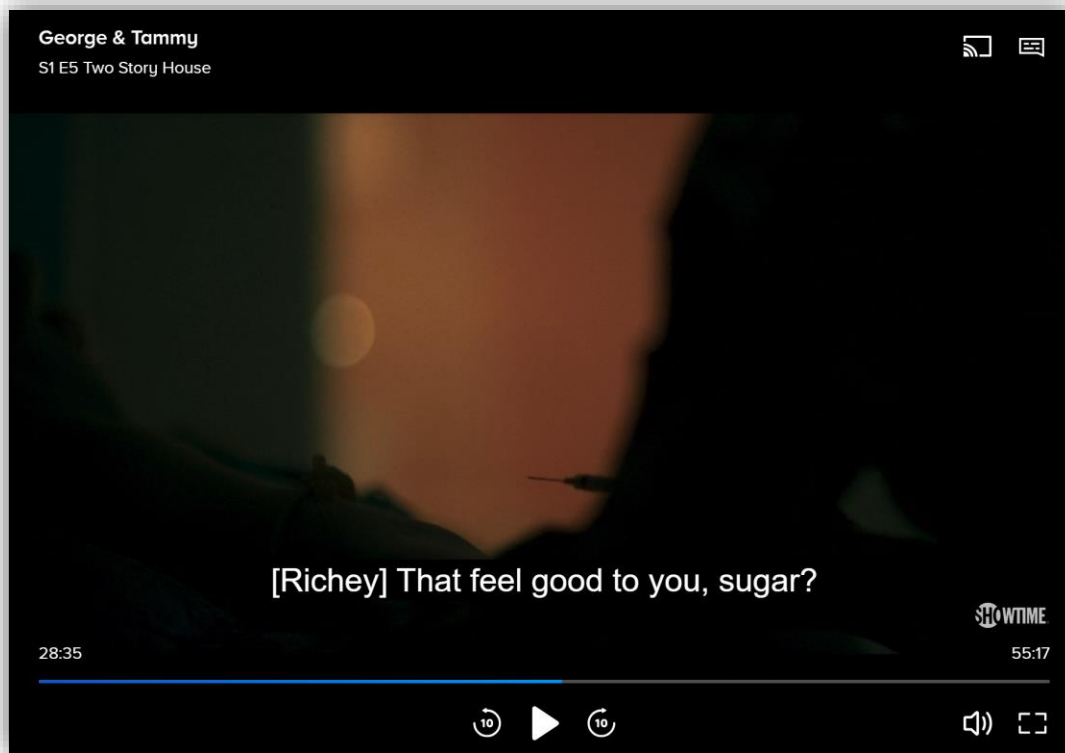 George & Tammy
S1 E5 Two Story House
[Richey] That feel good to you, sugar?
SHOWTIME
28:35
55:17
10
10